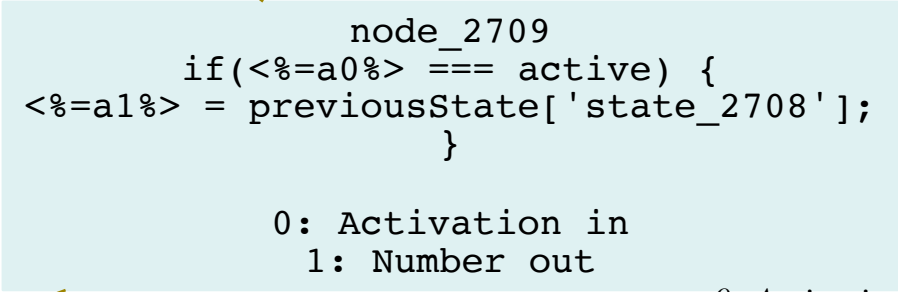 node_2709
if(<%=a0%> === active) {
<%=a1%> = previousState['state_2708'];
}
0: Activation in
1: Number out